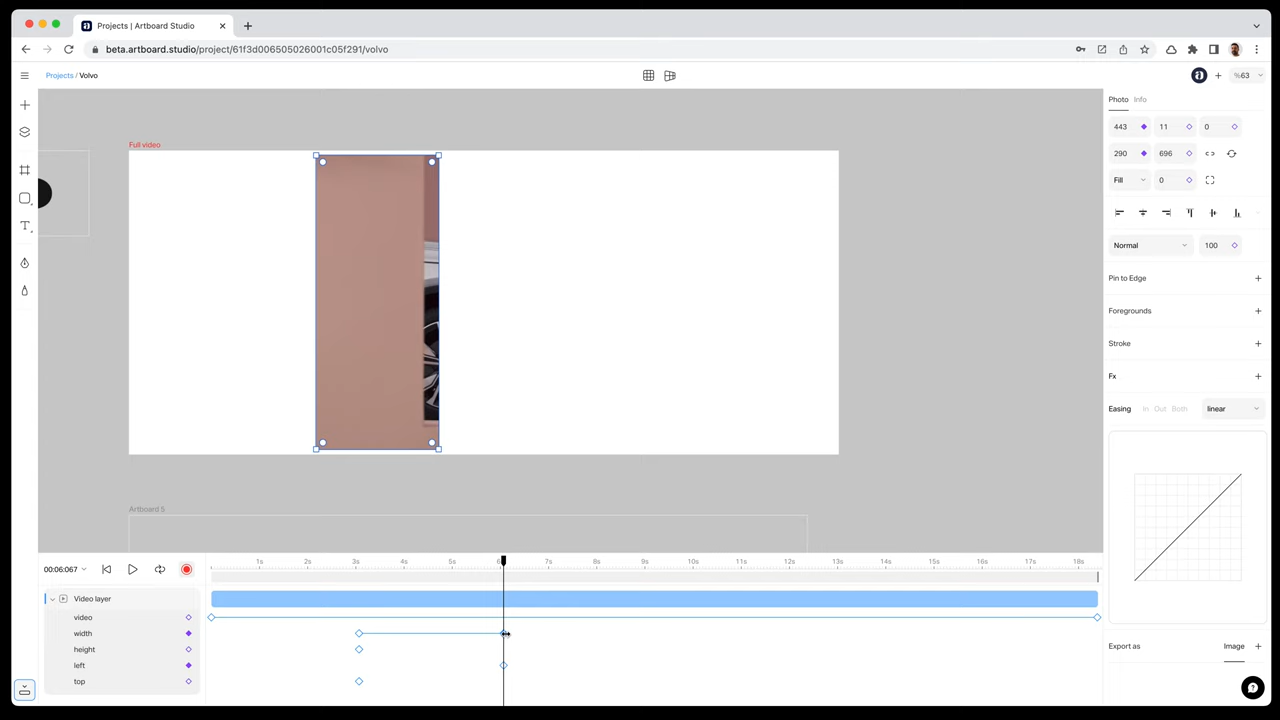 Projects | Artboard Studio
beta.artboard.studio/project/61f3d006505026001c05f291/volvo
Projects / Volvo
%63
Photo Info
443 11 0
290 696
Fill 0
Normal 100
Pin to Edge
Foregrounds
Stroke
Fx
Easing In Out Both linear
Export as Image
Full video
Artboard 5
T
00:06:067
1s 2s 3s 4s 5s 7s 8s 9s 10s 11s 12s 13s 14s 15s 16s 17s 18s
Video layer
video
width
height
left
top